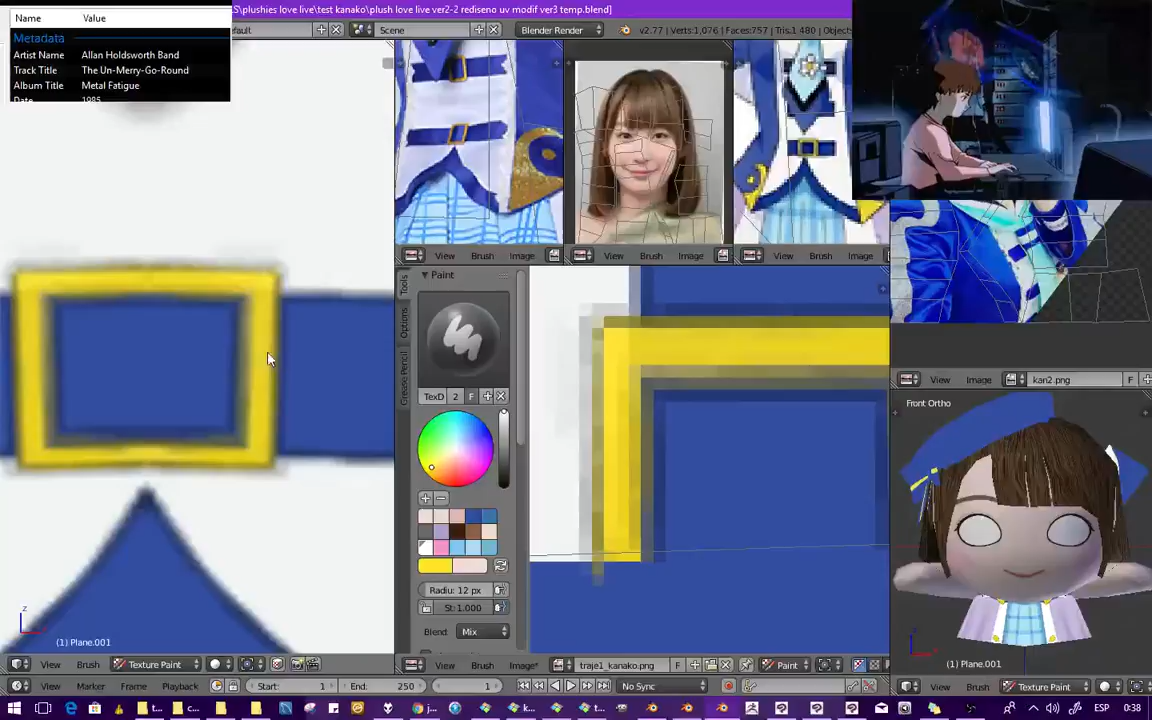 Name Value
S\plushies love live\test kanako\plush love live ver2-2 rediseno uv modif ver3 temp.blend]
Metadata
efault
Scene
Blender Render
v2.77 | Verts:1,076 | Faces:757 | Tris:1,480 | Object:
Artist Name Allan Holdsworth Band
Track Title The Un-Merry-Go-Round
Album Title Metal Fatigue
Date 1985
View Brush Image
View Brush Image
View Brush Image
Paint
Tools
Options
Grease Pencil
TexD 2 F
Radiu: 12 px
St: 1.000
Blend: Mix
View Image kan2.png F
Front Ortho
(1) Plane.001
(1) Plane.001
View Brush Texture Paint
View Brush Image* traje1_kanako.png F Paint
View Brush Texture Paint
View Marker Frame Playback Start: 1 End: 250 1 No Sync
t... c... j... k... t...
ESP 0:38